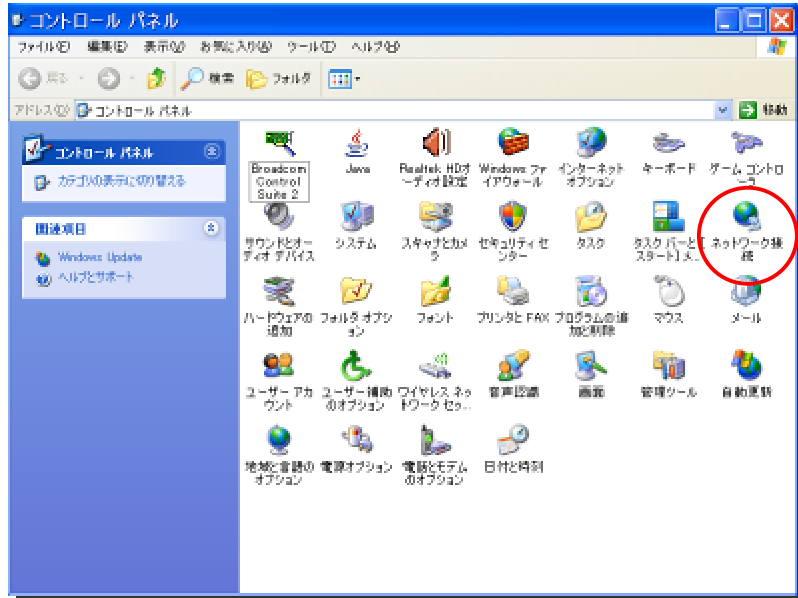 コントロール パネル
ファイル(F) 編集(E) 表示(V) お気に入り(A) ツール(T) ヘルプ(H)
戻る 検索 フォルダ
アドレス(D) コントロール パネル 移動
コントロール パネル
カテゴリの表示に切り替える
関連項目
Windows Update
ヘルプとサポート
Broadcom
Control
Suite 2
Java
Realtek HDオ
ーディオ設定
Windows ファ
イアウォール
インターネット
オプション
キーボード
ゲーム コントロ
ーラ
サウンドとオー
ディオ デバイス
システム
スキャナとカメ
ラ
セキュリティ セ
ンター
タスク
タスク バーと [
スタート] メ...
ネットワーク接
続
ハードウェアの
追加
フォルダ オプシ
ョン
フォント
プリンタと FAX
プログラムの追
加と削除
マウス
メール
ユーザー アカ
ウント
ユーザー補助
のオプション
ワイヤレス ネッ
トワーク セッ...
音声認識
画面
管理ツール
自動更新
地域と言語の
オプション
電源オプション
電話とモデム
のオプション
日付と時刻